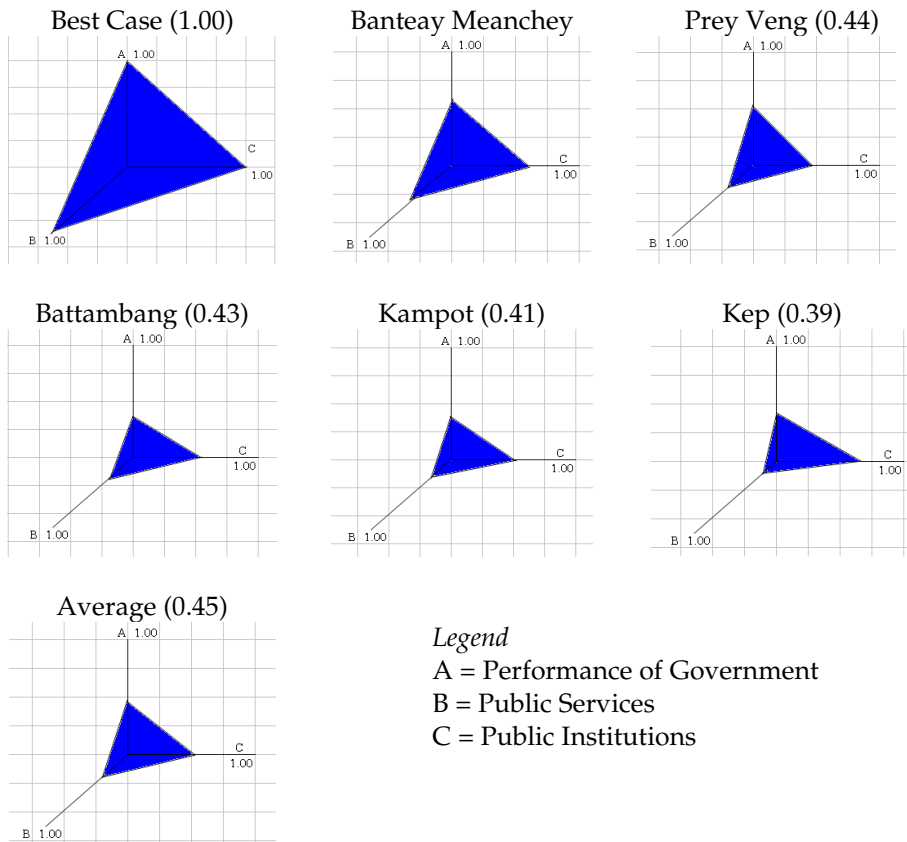 Best Case (1.00)
A 1.00
C
1.00
B 1.00
Banteay Meanchey
A 1.00
C
1.00
B 1.00
Prey Veng (0.44)
A 1.00
C
1.00
B 1.00
Battambang (0.43)
A 1.00
C
1.00
B 1.00
Kampot (0.41)
A 1.00
C
1.00
B 1.00
Kep (0.39)
A 1.00
C
1.00
B 1.00
Average (0.45)
A 1.00
C
1.00
B 1.00
Legend
A = Performance of Government
B = Public Services
C = Public Institutions